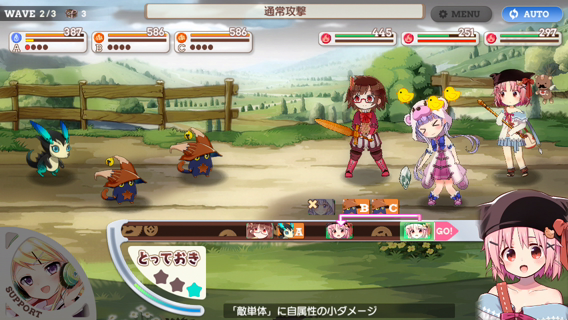 WAVE 2/3 3
通常攻撃
MENU
AUTO
387 586 586 445 251 297
A B C
B C
A GO!
とっておき
SUPPORT
「敵単体」に自属性の小ダメージ